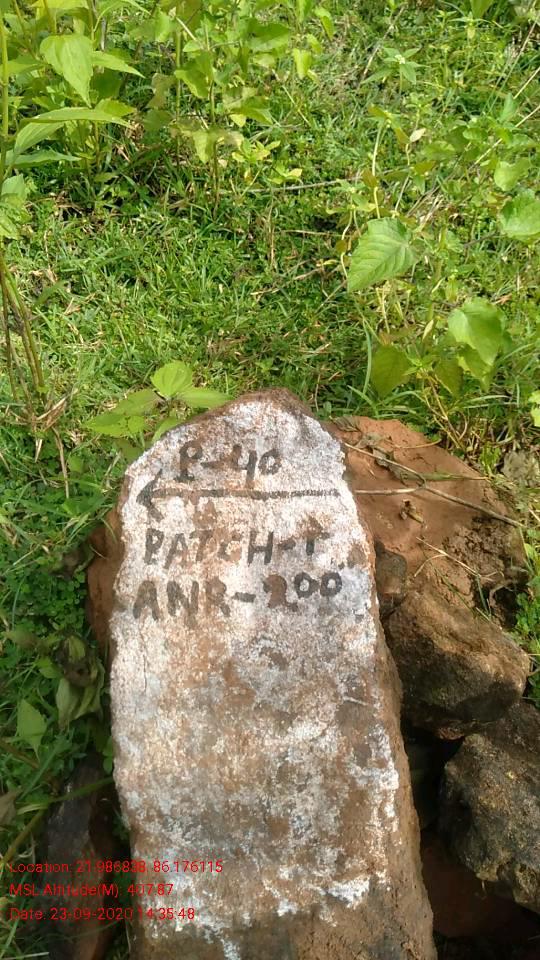 P-40
PATCH-I
ANR-200
Location: 21.986838, 86.176115
MSL Altitude(M): 407.87
Date: 23-09-2020 14:35:48